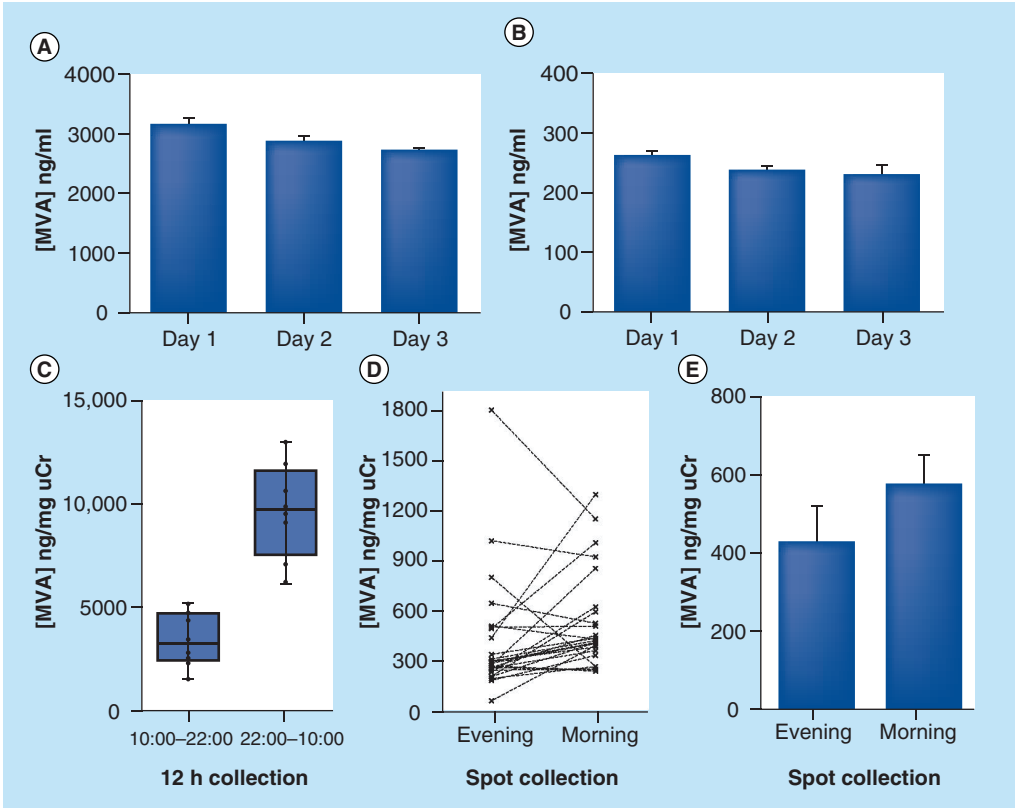 A
[MVA] ng/ml
4000
3000
2000
1000
0
Day 1 Day 2 Day 3
B
[MVA] ng/ml
400
300
200
100
0
Day 1 Day 2 Day 3
C
[MVA] ng/mg uCr
15,000
10,000
5000
0
10:00–22:00 22:00–10:00
12 h collection
D
[MVA] ng/mg uCr
1800
1500
1200
900
600
300
0
Evening Morning
Spot collection
E
[MVA] ng/mg uCr
800
600
400
200
0
Evening Morning
Spot collection